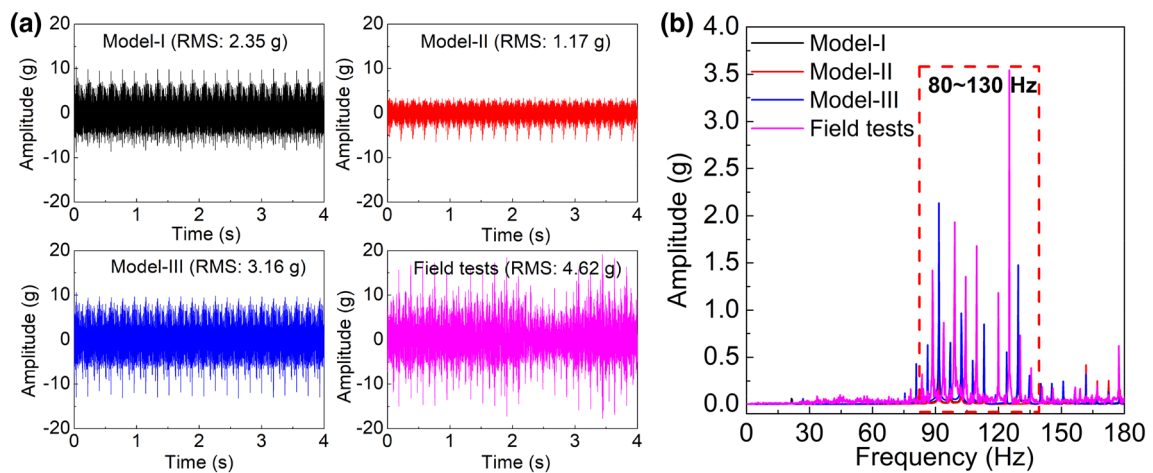 (a)
20
10
0
-10
-20
Amplitude (g)
Model-I (RMS: 2.35 g)
0 1 2 3 4
Time (s)
20
10
0
-10
-20
Amplitude (g)
Model-II (RMS: 1.17 g)
0 1 2 3 4
Time (s)
20
10
0
-10
-20
Amplitude (g)
Model-III (RMS: 3.16 g)
0 1 2 3 4
Time (s)
20
10
0
-10
-20
Amplitude (g)
Field tests (RMS: 4.62 g)
0 1 2 3 4
Time (s)
(b)
4.0
3.5
3.0
2.5
2.0
1.5
1.0
0.5
0.0
Amplitude (g)
Model-I
Model-II
Model-III
Field tests
80~130 Hz
0 30 60 90 120 150 180
Frequency (Hz)